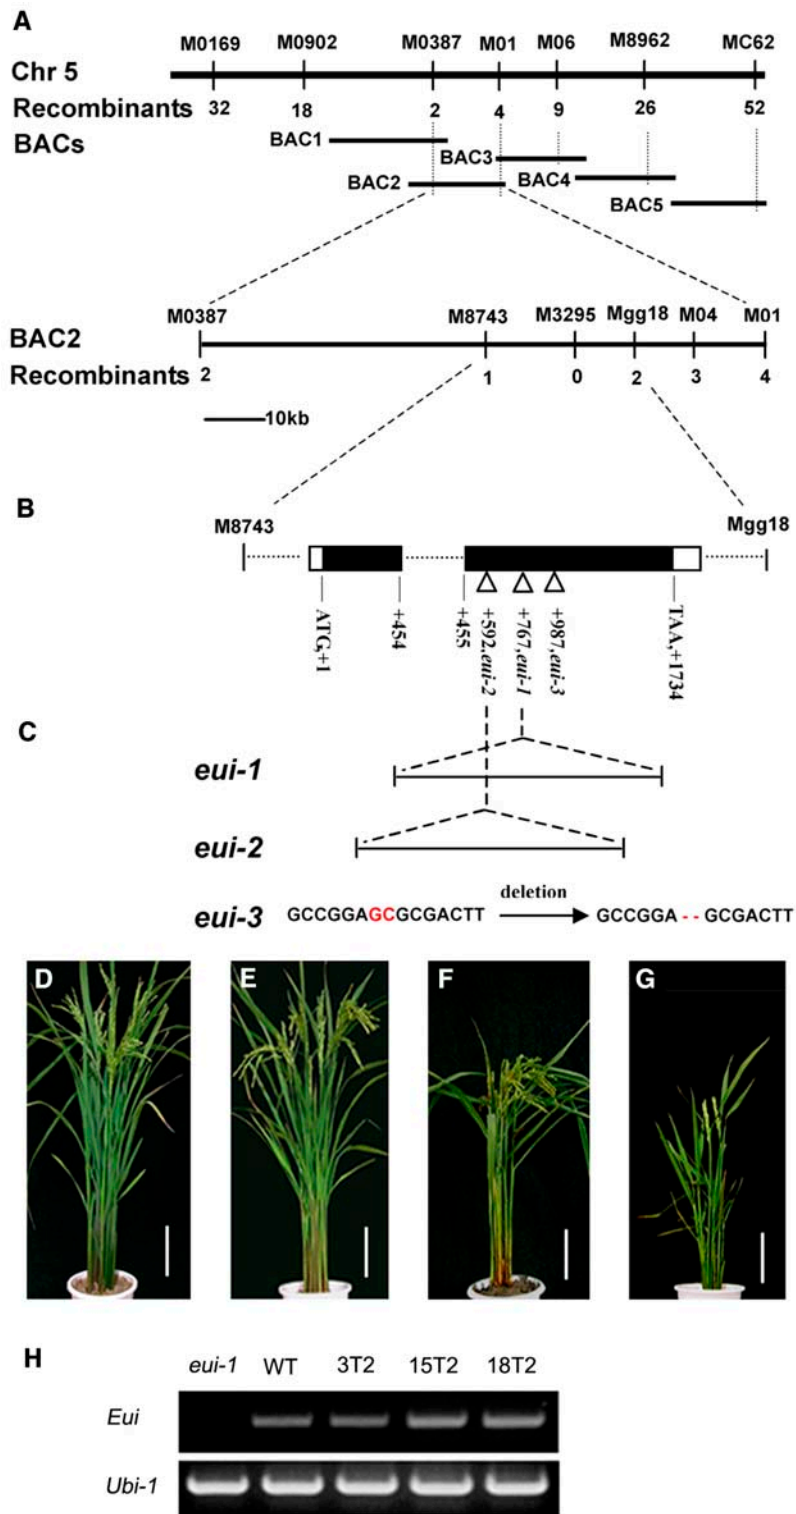 A
M0169 M0902 M0387 M01 M06 M8962 MC62
Chr 5
Recombinants 32 18 2 4 9 26 52
BACs
BAC1
BAC3
BAC2
BAC4
BAC5
M0387 M8743 M3295 Mgg18 M04 M01
BAC2
Recombinants 2 1 0 2 3 4
10kb
B
M8743 Mgg18
ATG,+1 +454 +455 +592,eui-2 +767,eui-1 +987,eui-3 TAA,+1734
C
eui-1
eui-2
deletion
eui-3 GCCGGAGCGCGACTT GCCGGA--GCGACTT
D E F G
H
eui-1 WT 3T2 15T2 18T2
Eui
Ubi-1